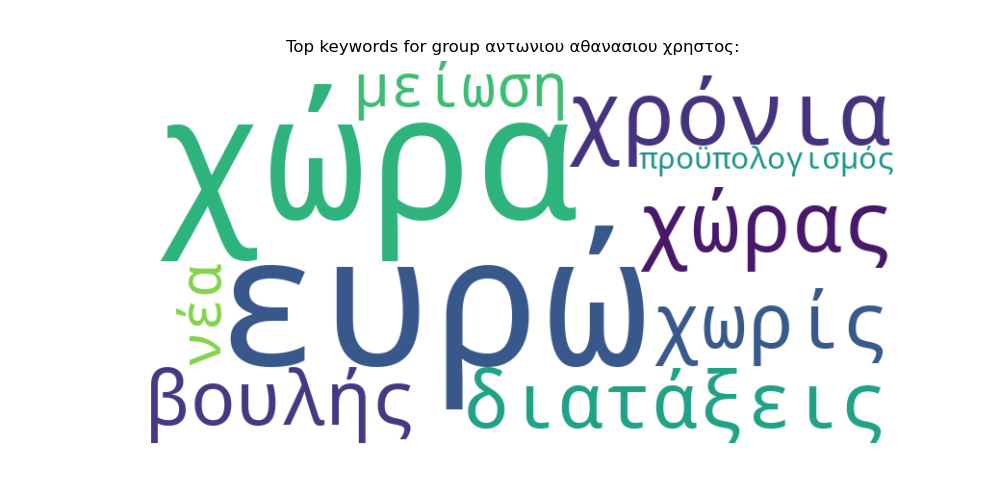 Top keywords for group αντωνιου αθανασιου χρηστος:
μείωση
χρόνια
χώρα
προϋπολογισμός
χώρας
ευρώ
νέα
χωρίς
βουλής
διατάξεις